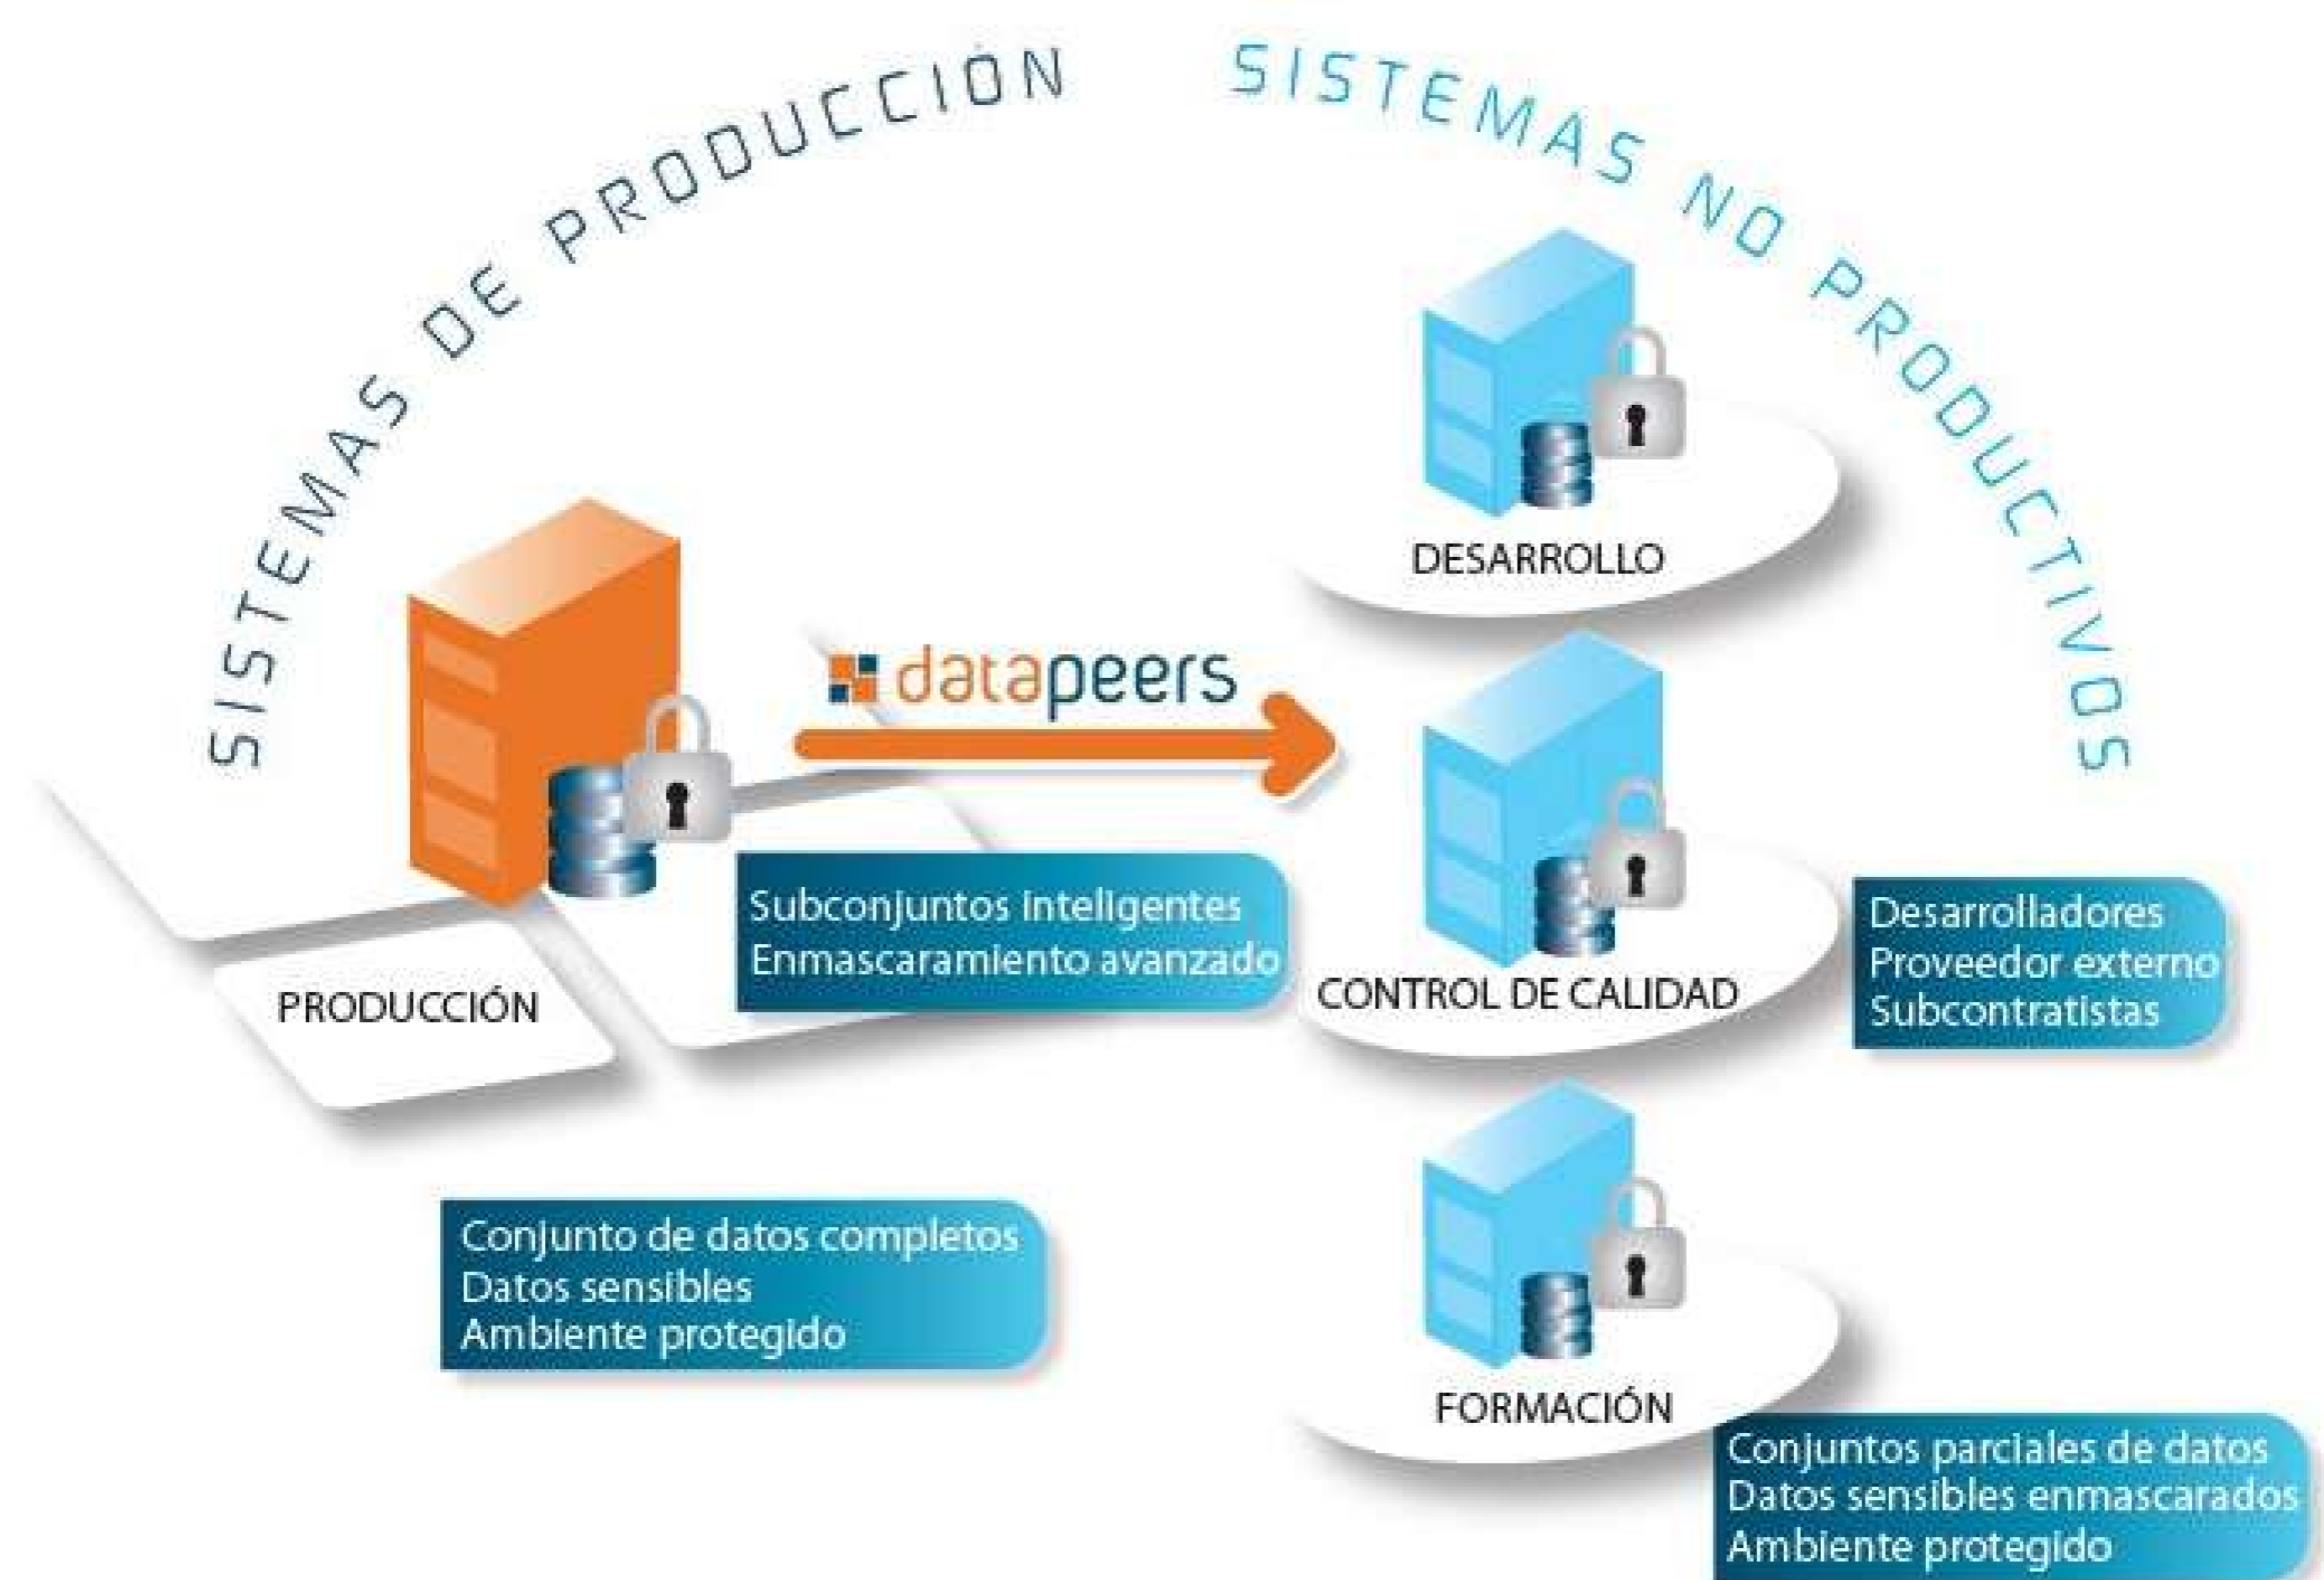 SISTEMAS DE PRODUCCIÓN
SISTEMAS NO PRODUCTIVOS
DESARROLLO
datapeers
Subconjuntos inteligentes
Enmascaramiento avanzado
PRODUCCIÓN
CONTROL DE CALIDAD
Desarrolladores
Proveedor externo
Subcontratistas
Conjunto de datos completos
Datos sensibles
Ambiente protegido
FORMACIÓN
Conjuntos parciales de datos
Datos sensibles enmascarados
Ambiente protegido